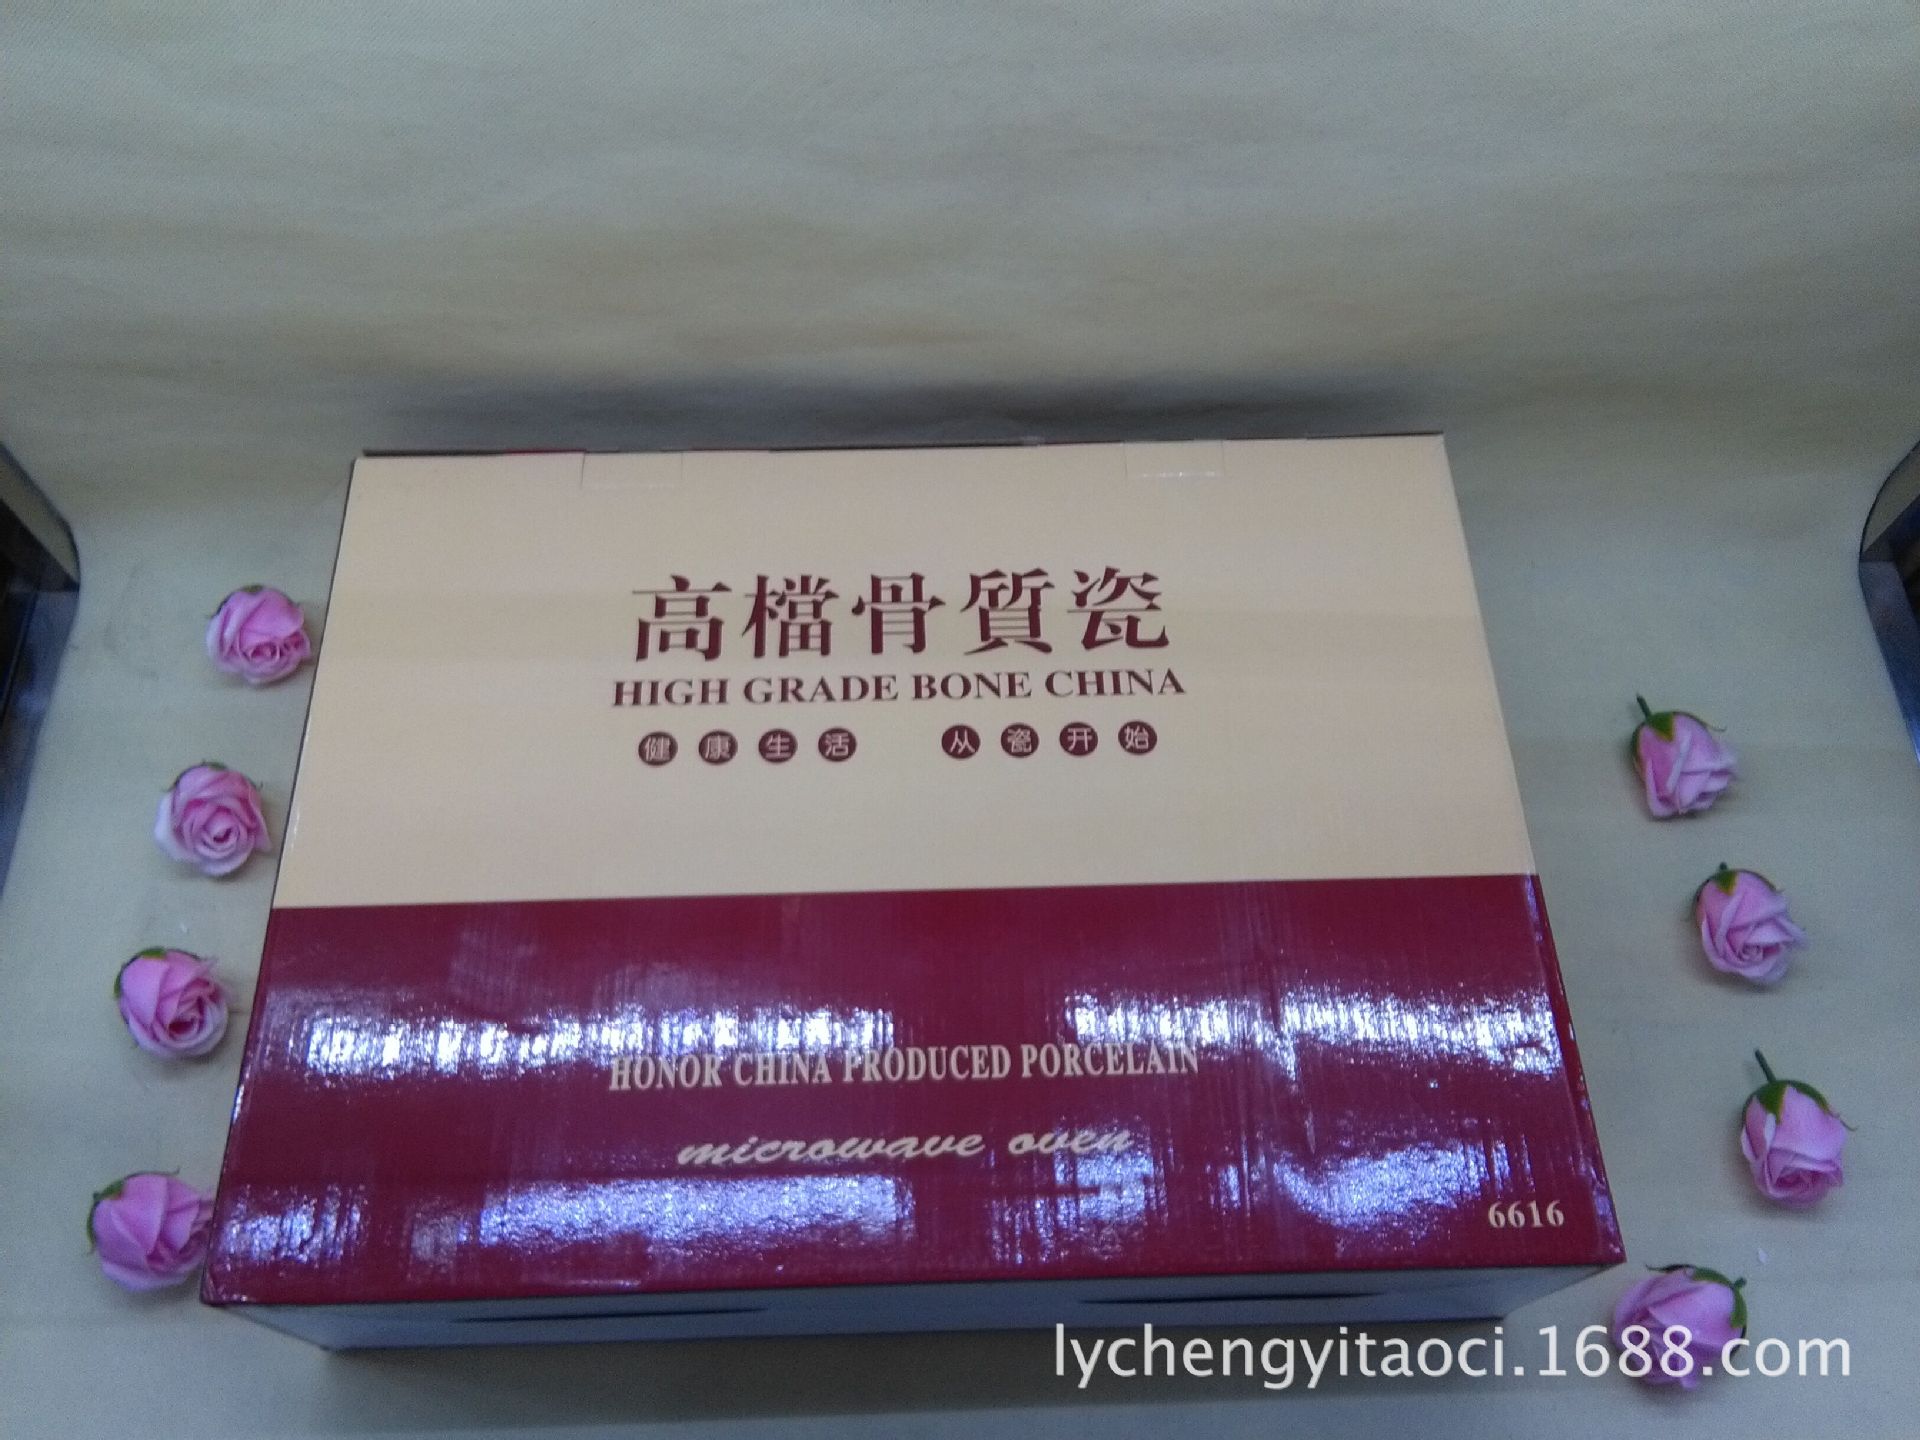 高檔骨質瓷
HIGH GRADE BONE CHINA
健康生活 从瓷开始
HONOR CHINA PRODUCED PORCELAIN
microwave oven
6616
lychengyitaoci.1688.com